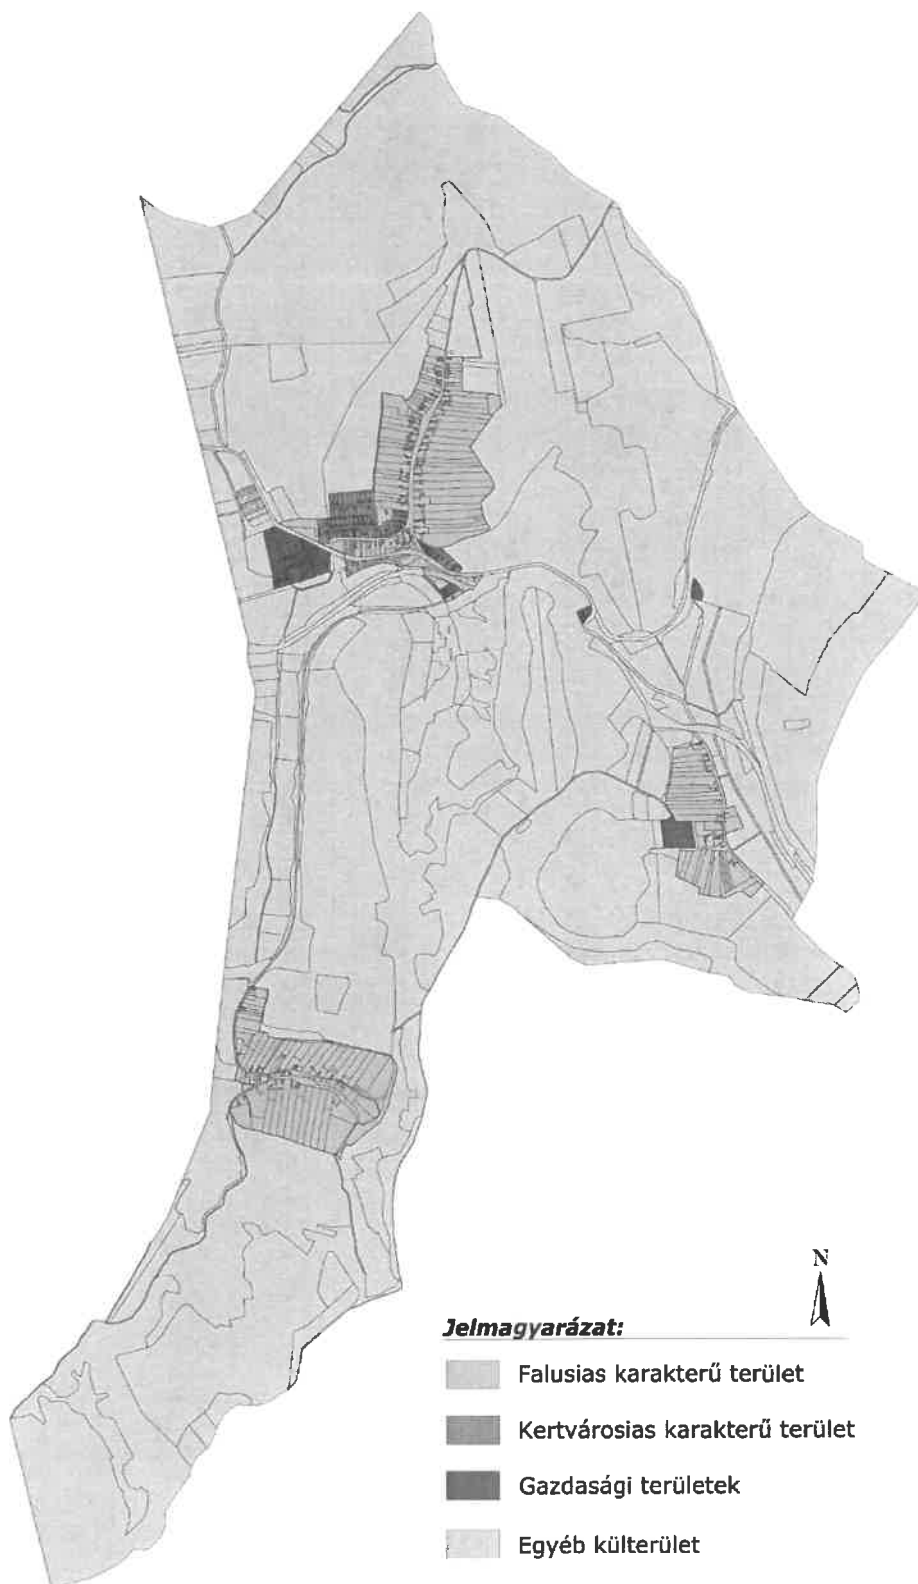 N
Jelmagyarázat:
Falusias karakterű terület
Kertvárosias karakterű terület
Gazdasági területek
Egyéb külterület